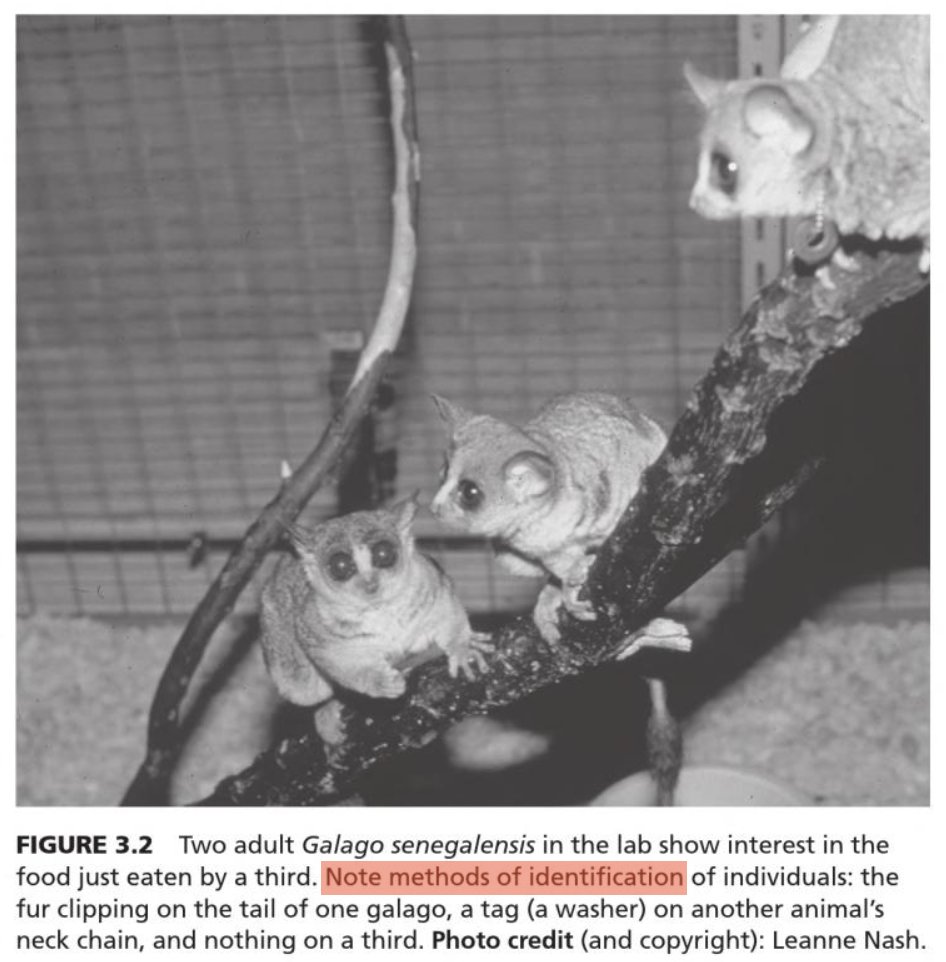 FIGURE 3.2 Two adult Galago senegalensis in the lab show interest in the
food just eaten by a third. Note methods of identification of individuals: the
fur clipping on the tail of one galago, a tag (a washer) on another animal's
neck chain, and nothing on a third. Photo credit (and copyright): Leanne Nash.